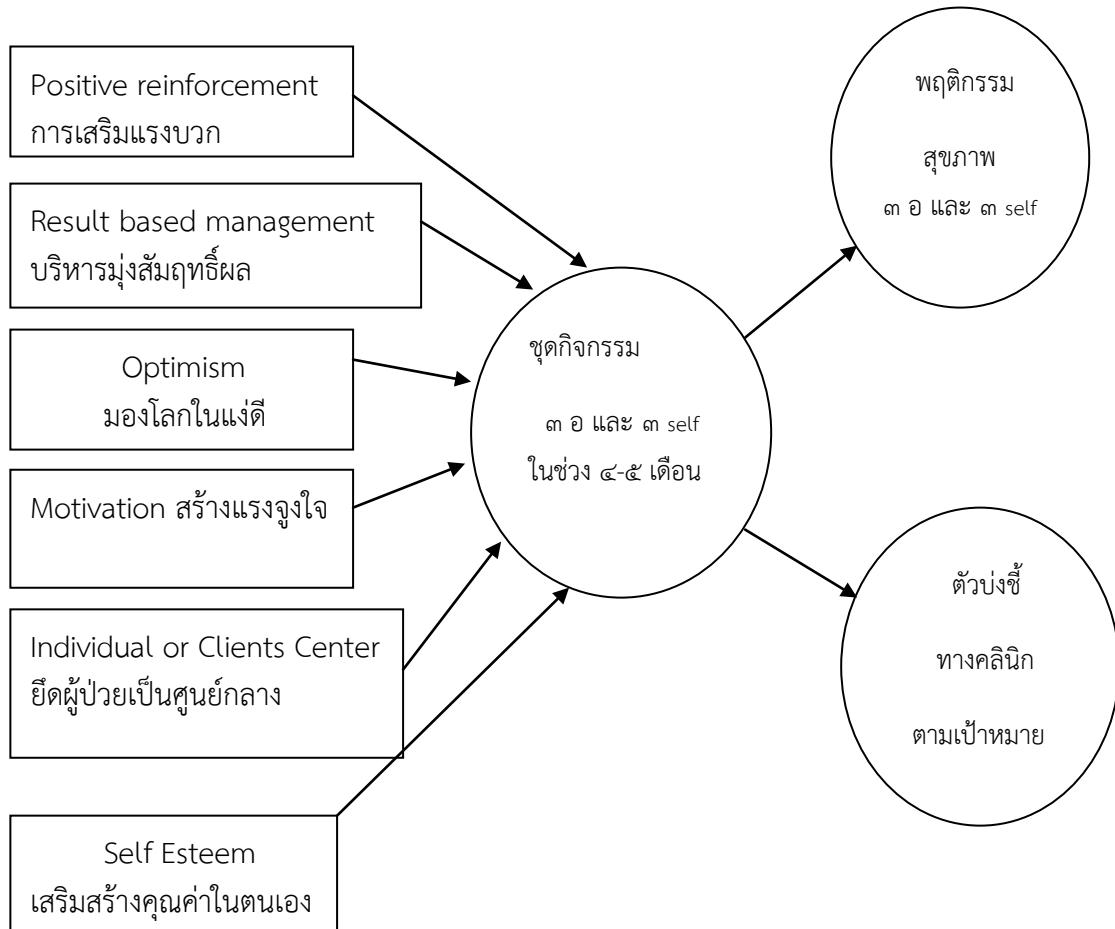 Positive reinforcement
การเสริมแรงบวก
Result based management
บริหารมุ่งสัมฤทธิ์ผล
Optimism
มองโลกในแง่ดี
Motivation สร้างแรงจูงใจ
Individual or Clients Center
ยึดผู้ป่วยเป็นศูนย์กลาง
Self Esteem
เสริมสร้างคุณค่าในตนเอง
ชุดกิจกรรม
๓ อ และ ๓ self
ในช่วง ๔-๕ เดือน
พฤติกรรม
สุขภาพ
๓ อ และ ๓ self
ตัวบ่งชี้
ทางคลินิก
ตามเป้าหมาย